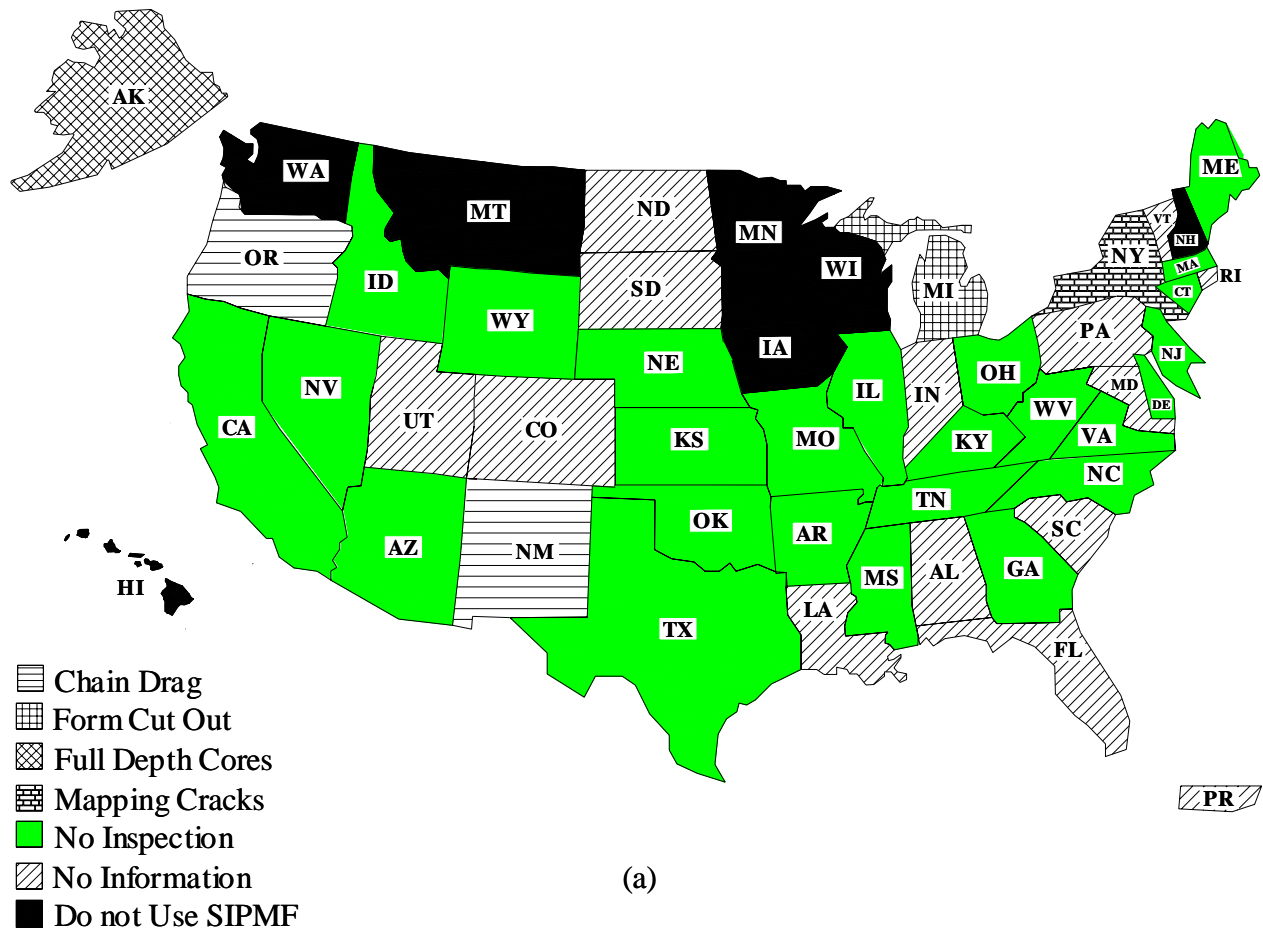 AK
WA
MT
ND
MN
ME
VT
NH
OR
ID
SD
WI
NY
MA
RI
MI
CT
WY
IA
PA
NE
NJ
NV
IL
IN
OH
MD
DE
UT
CO
WV
CA
KS
MO
KY
VA
NC
TN
OK
AR
SC
AZ
NM
AL
GA
MS
HI
LA
TX
FL
PR
Chain Drag
Form Cut Out
Full Depth Cores
Mapping Cracks
No Inspection
No Information
Do not Use SIPMF
(a)